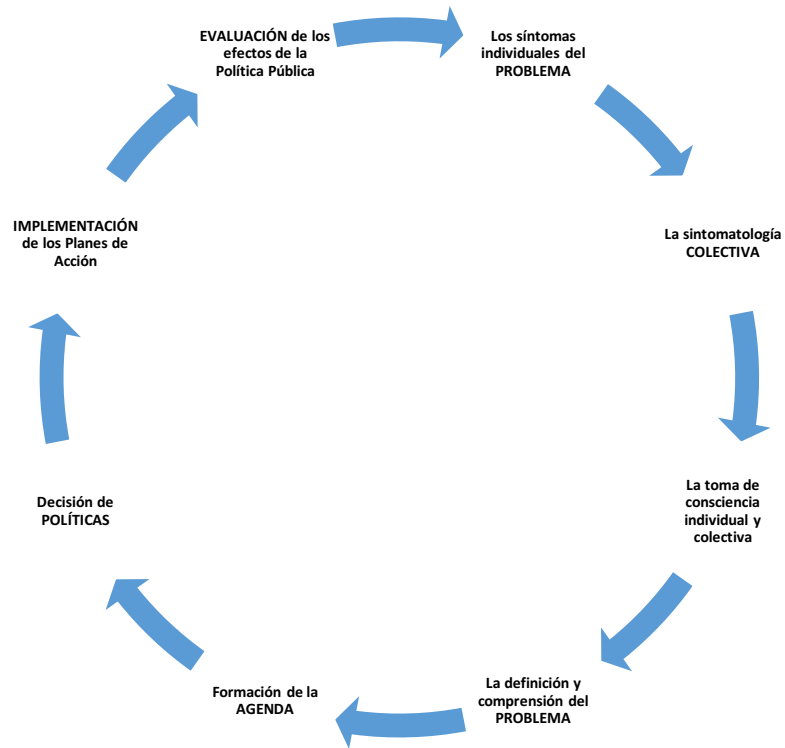 EVALUACIÓN de los
efectos de la
Política Pública
Los síntomas
individuales del
PROBLEMA
La sintomatología
COLECTIVA
La toma de
consciencia
individual y
colectiva
La definición y
comprensión del
PROBLEMA
Formación de la
AGENDA
Decisión de
POLÍTICAS
IMPLEMENTACIÓN
de los Planes de
Acción